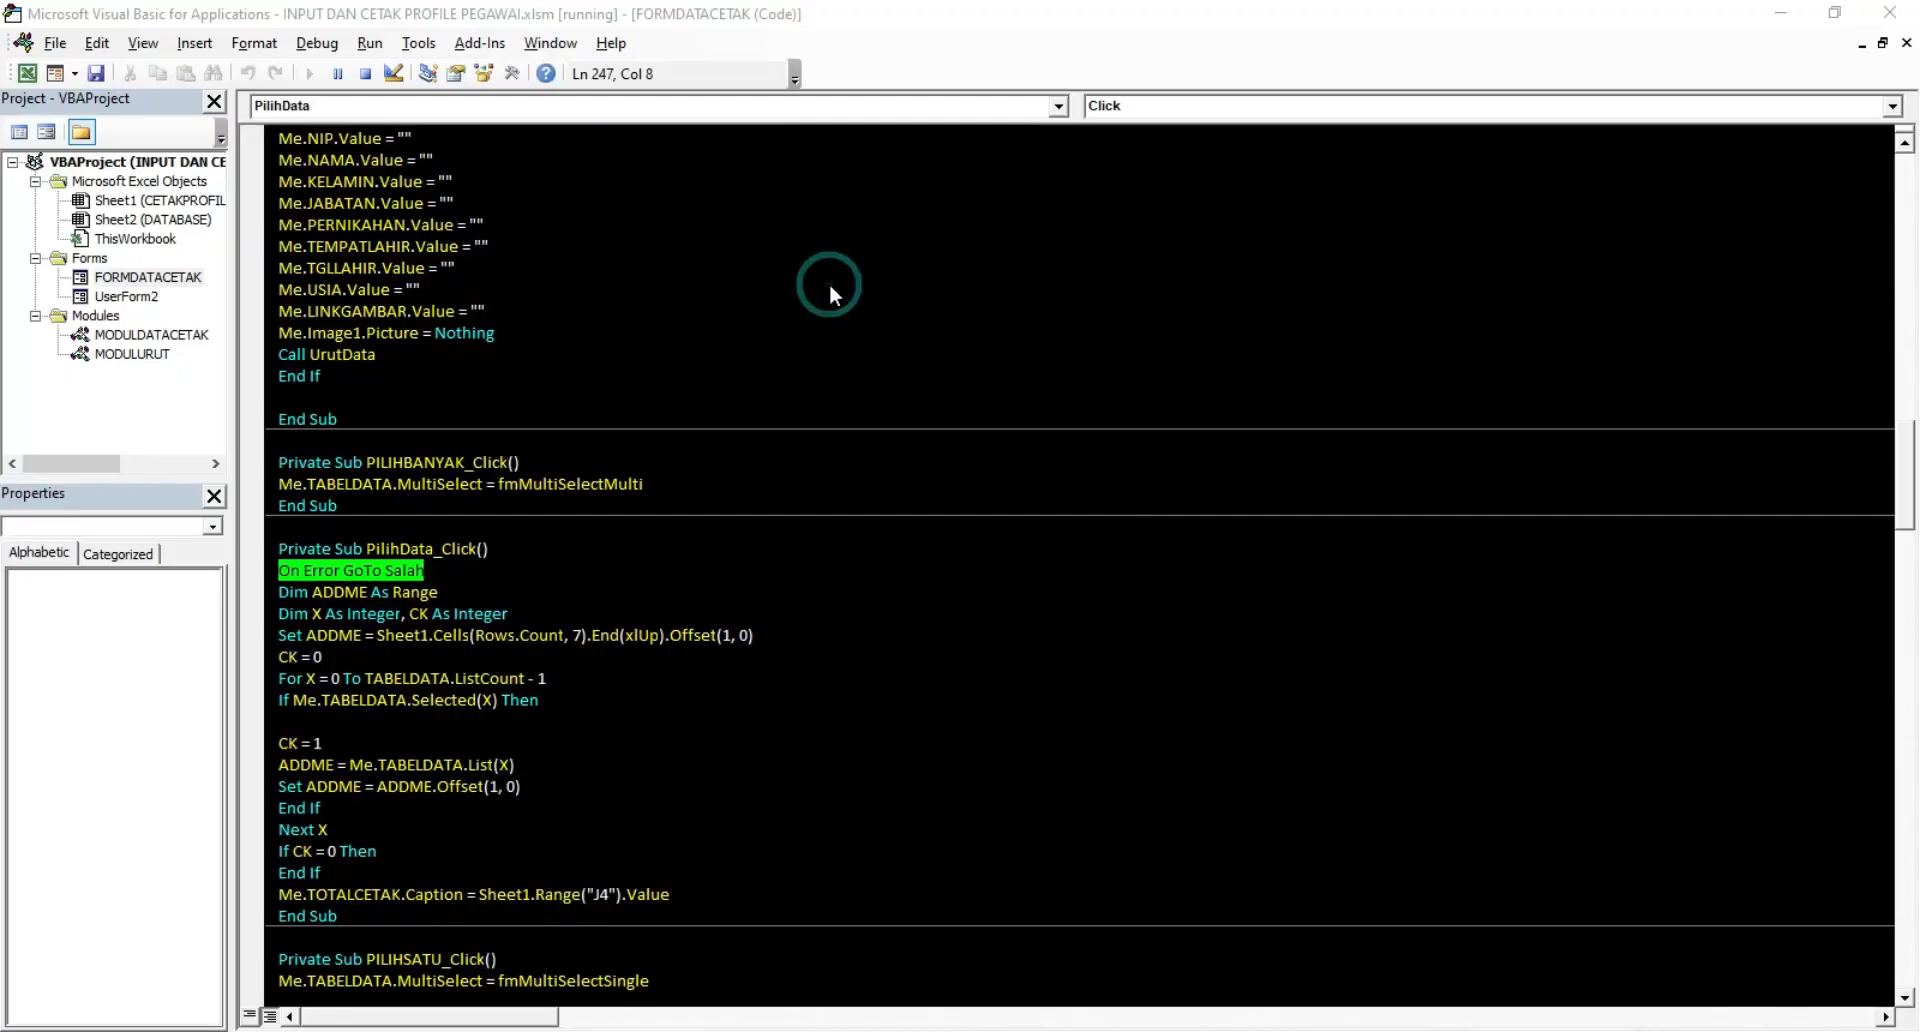 Microsoft Visual Basic for Applications - INPUT DAN CETAK PROFILE PEGAWAI.xlsm [running] - [FORMDATACETAK (Code)]
File Edit View Insert Format Debug Run Tools Add-Ins Window Help
Ln 247, Col 8
Project - VBAProject
PilihData
Click
VBAProject (INPUT DAN CE
Microsoft Excel Objects
Sheet1 (CETAKPROFIL
Sheet2 (DATABASE)
ThisWorkbook
Forms
FORMDATACETAK
UserForm2
Modules
MODULDATACETAK
MODULURUT
Properties
Alphabetic Categorized
Me.NIP.Value = ""
Me.NAMA.Value = ""
Me.KELAMIN.Value = ""
Me.JABATAN.Value = ""
Me.PERNIKAHAN.Value = ""
Me.TEMPATLAHIR.Value = ""
Me.TGLLAHIR.Value = ""
Me.USIA.Value = ""
Me.LINKGAMBAR.Value = ""
Me.Image1.Picture = Nothing
Call UrutData
End If
End Sub
Private Sub PILIHBANYAK_Click()
Me.TABELDATA.MultiSelect = fmMultiSelectMulti
End Sub
Private Sub PilihData_Click()
On Error GoTo Salah
Dim ADDME As Range
Dim X As Integer, CK As Integer
Set ADDME = Sheet1.Cells(Rows.Count, 7).End(xlUp).Offset(1, 0)
CK = 0
For X = 0 To TABELDATA.ListCount - 1
If Me.TABELDATA.Selected(X) Then
CK = 1
ADDME = Me.TABELDATA.List(X)
Set ADDME = ADDME.Offset(1, 0)
End If
Next X
If CK = 0 Then
End If
Me.TOTALCETAK.Caption = Sheet1.Range("J4").Value
End Sub
Private Sub PILIHSATU_Click()
Me.TABELDATA.MultiSelect = fmMultiSelectSingle